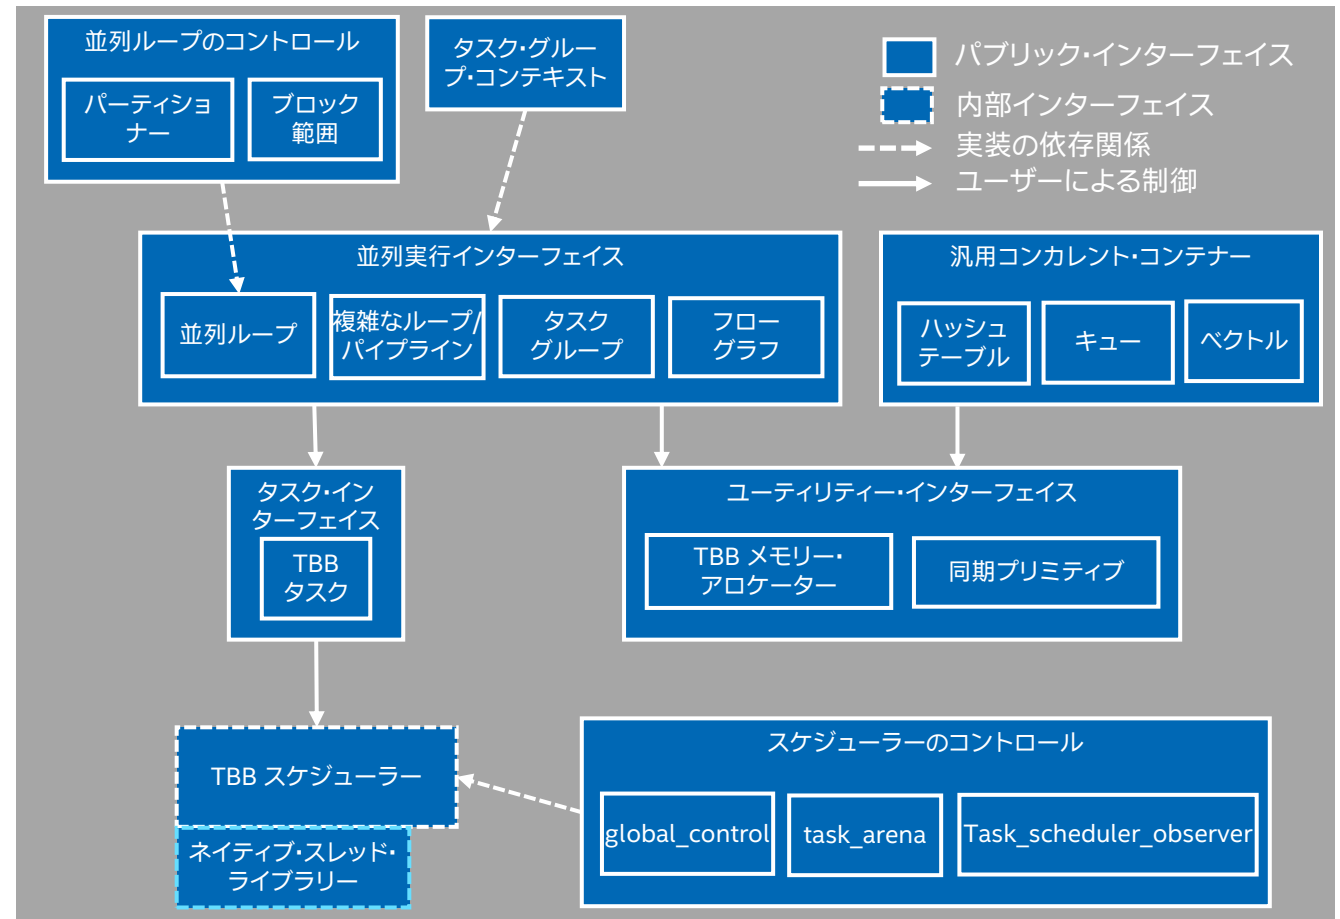 並列ループのコントロール
パーティショ
ナー
ブロック
範囲
タスク・グルー
プ・コンテキスト
パブリック・インターフェイス
内部インターフェイス
実装の依存関係
ユーザーによる制御
並列実行インターフェイス
並列ループ
複雑なループ/
パイプライン
タスク
グループ
フロー
グラフ
汎用コンカレント・コンテナー
ハッシュ
テーブル
キュー
ベクトル
タスク・イン
ターフェイス
TBB
タスク
ユーティリティー・インターフェイス
TBB メモリー・
アロケーター
同期プリミティブ
TBB スケジューラー
ネイティブ・スレッド・
ライブラリー
スケジューラーのコントロール
global_control
task_arena
Task_scheduler_observer